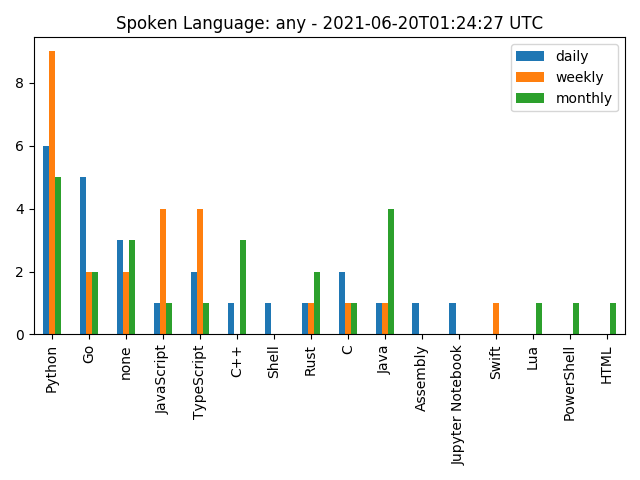 Spoken Language: any - 2021-06-20T01:24:27 UTC
daily
weekly
monthly
8
6
4
2
0
Python
Go
none
JavaScript
TypeScript
C++
Shell
Rust
C
Java
Assembly
Jupyter Notebook
Swift
Lua
PowerShell
HTML